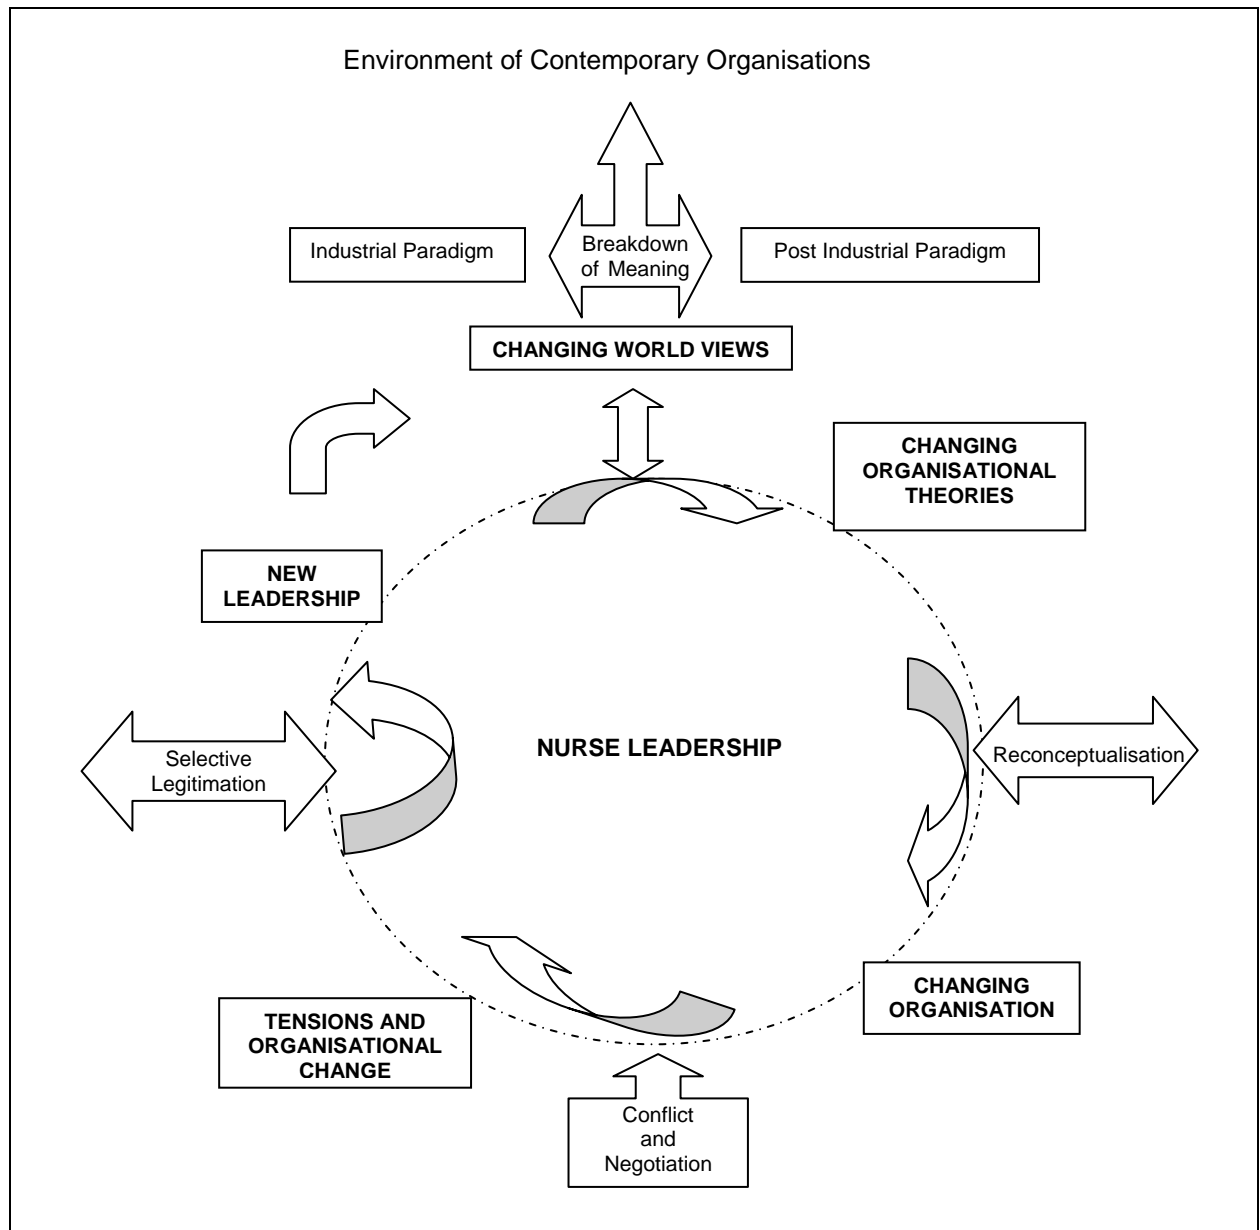 Environment of Contemporary Organisations
Industrial Paradigm
Breakdown
of Meaning
Post Industrial Paradigm
CHANGING WORLD VIEWS
CHANGING
ORGANISATIONAL
THEORIES
NEW
LEADERSHIP
NURSE LEADERSHIP
Selective
Legitimation
Reconceptualisation
CHANGING
ORGANISATION
TENSIONS AND
ORGANISATIONAL
CHANGE
Conflict
and
Negotiation